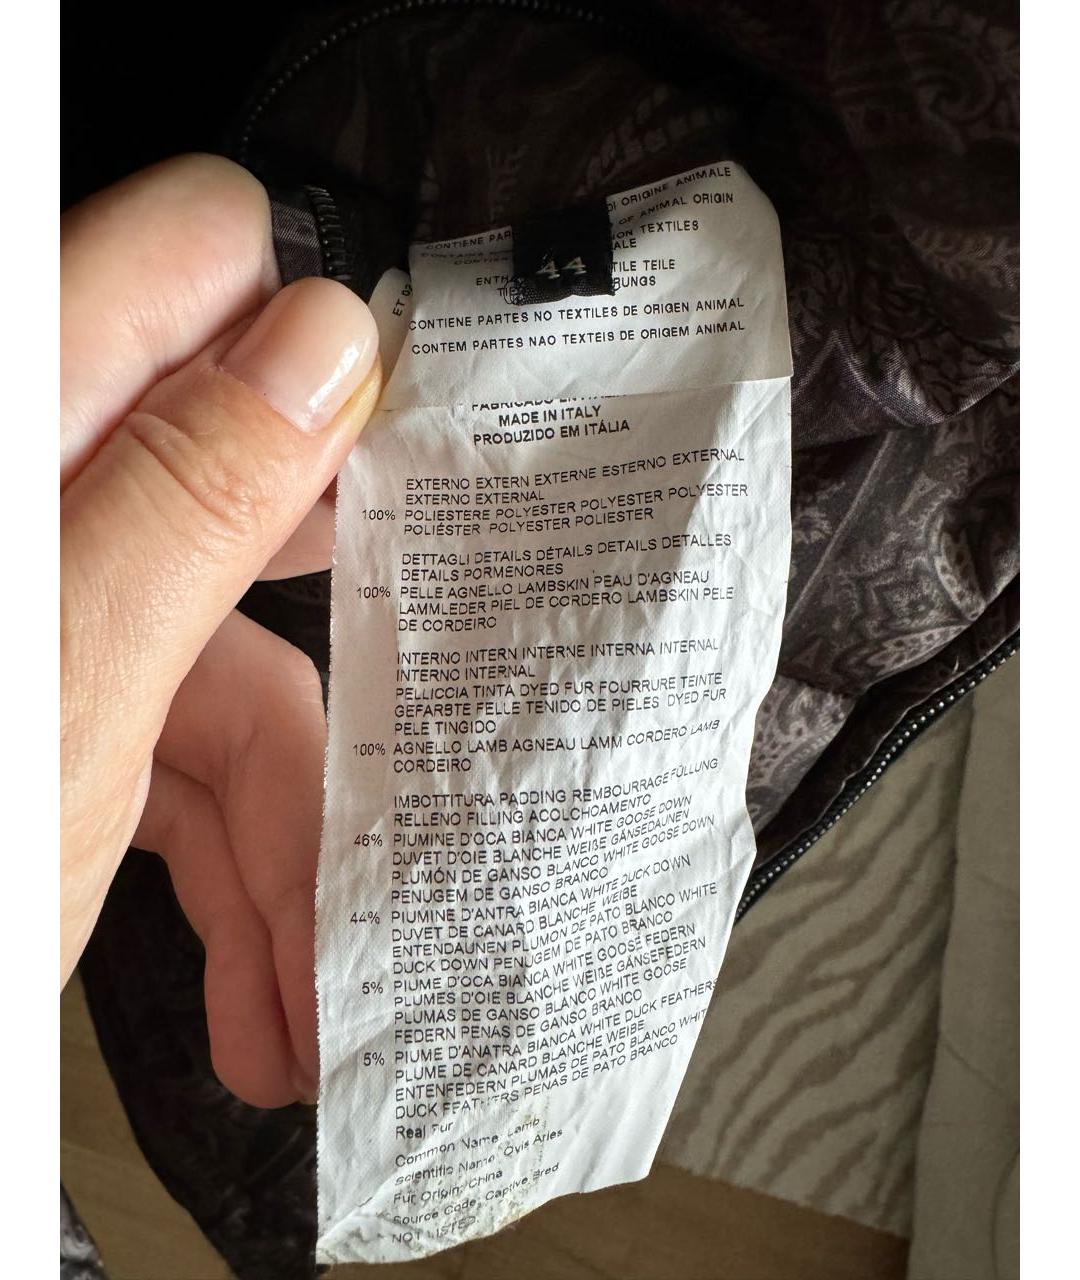 DI ORIGINE ANIMALE
CONTIENE PAR OF ANIMAL ORIGIN
NON TEXTILES
ALE
44
ENTH TILE TEILE
BUNGS
ET
CONTIENE PARTES NO TEXTILES DE ORIGEN ANIMAL
CONTEM PARTES NAO TEXTEIS DE ORIGEM ANIMAL
MADE IN ITALY
PRODUZIDO EM ITÁLIA
EXTERNO EXTERN EXTERNE ESTERNO EXTERNAL
EXTERNO EXTERNAL
100% POLIESTERE POLYESTER POLYESTER
POLIÉSTER POLYESTER POLIESTER
DETTAGLI DETAILS DÉTAILS DETAILS DETALLES
DETAILS PORMENORES
100% PELLE AGNELLO LAMBSKIN PEAU D'AGNEAU
LAMMLEDER PIEL DE CORDERO LAMBSKIN PELE
DE CORDEIRO
INTERNO INTERN INTERNE INTERNA INTERNAL
INTERNO INTERNAL
PELLICCIA TINTA DYED FUR FOURRURE TEINTE
GEFARBTE FELLE TENIDO DE PIELES DYED FUR
PELE TINGIDO
100% AGNELLO LAMB AGNEAU LAMM CORDERO LAMB
CORDEIRO
IMBOTTITURA PADDING REMBOURRAGE FÜLLUNG
RELLENO FILLING ACOLCHOAMENTO
46% PIUMINE D'OCA BIANCA WHITE GOOSE DOWN
DUVET D'OIE BLANCHE WEIßE GÄNSEDAUNEN
PLUMÓN DE GANSO BLANCO WHITE GOOSE DOWN
PENUGEM DE GANSO BRANCO
44% PIUMINE D'ANTRA BIANCA WHITE DUCK DOWN
DUVET DE CANARD BLANCHE WEIBE
ENTENDAUNEN PLUMON DE PATO BLANCO WHITE
DUCK DOWN PENUGEM DE PATO BRANCO
5% PIUME D'OCA BIANCA WHITE GOOSE FEDERN
PLUMES D'OIE BLANCHE WEIßE GÄNSEFEDERN
PLUMAS DE GANSO BLANCO WHITE GOOSE
FEDERN PENAS DE GANSO BRANCO
5% PIUME D'ANATRA BIANCA WHITE DUCK FEATHERS
PLUME DE CANARD BLANCHE WEIBE
ENTENFEDERN PLUMAS DE PATO BLANCO WHIT
DUCK FEATHERS PENAS DE PATO BRANCO
Real Fur
Common Name: Lamb
Scientific Name: Ovis Aries
Fur Origin: China
Source Code: Captive Bred
NOT LISTED